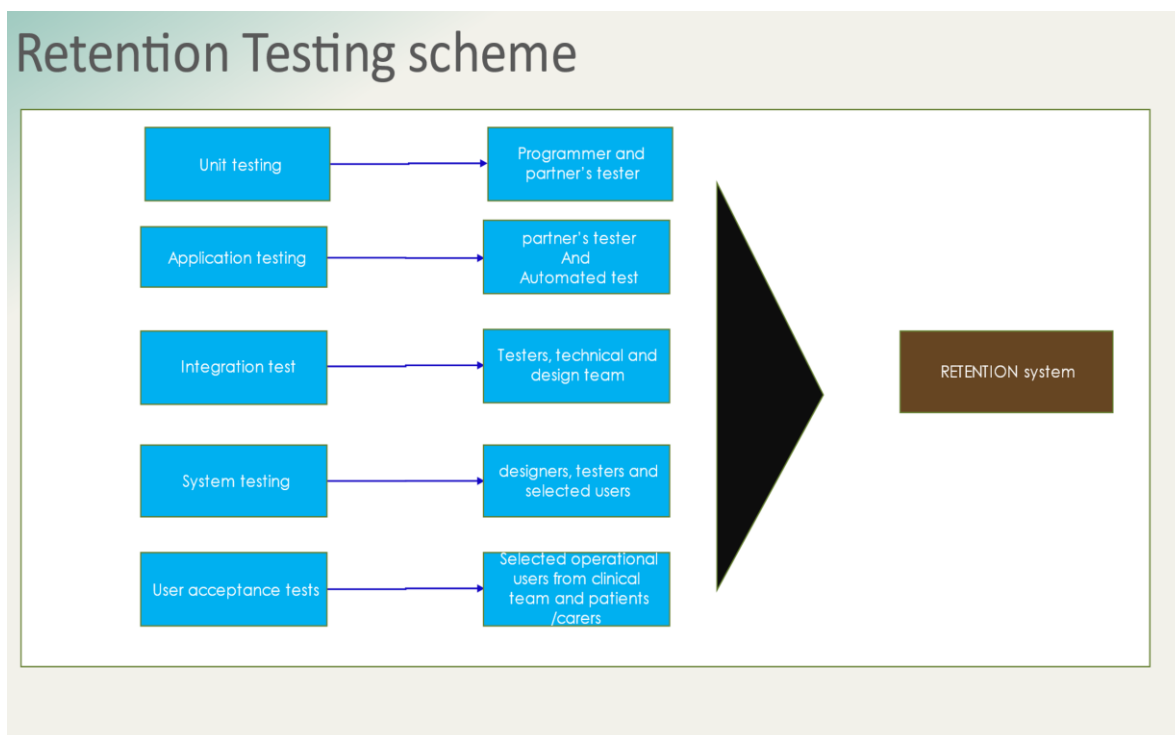 Retention Testing scheme
Unit testing
Programmer and
partner's tester
Application testing
partner's tester
And
Automated test
Integration test
Testers, technical and
design team
RETENTION system
System testing
designers, testers and
selected users
User acceptance tests
Selected operational
users from clinical
team and patients
/carers